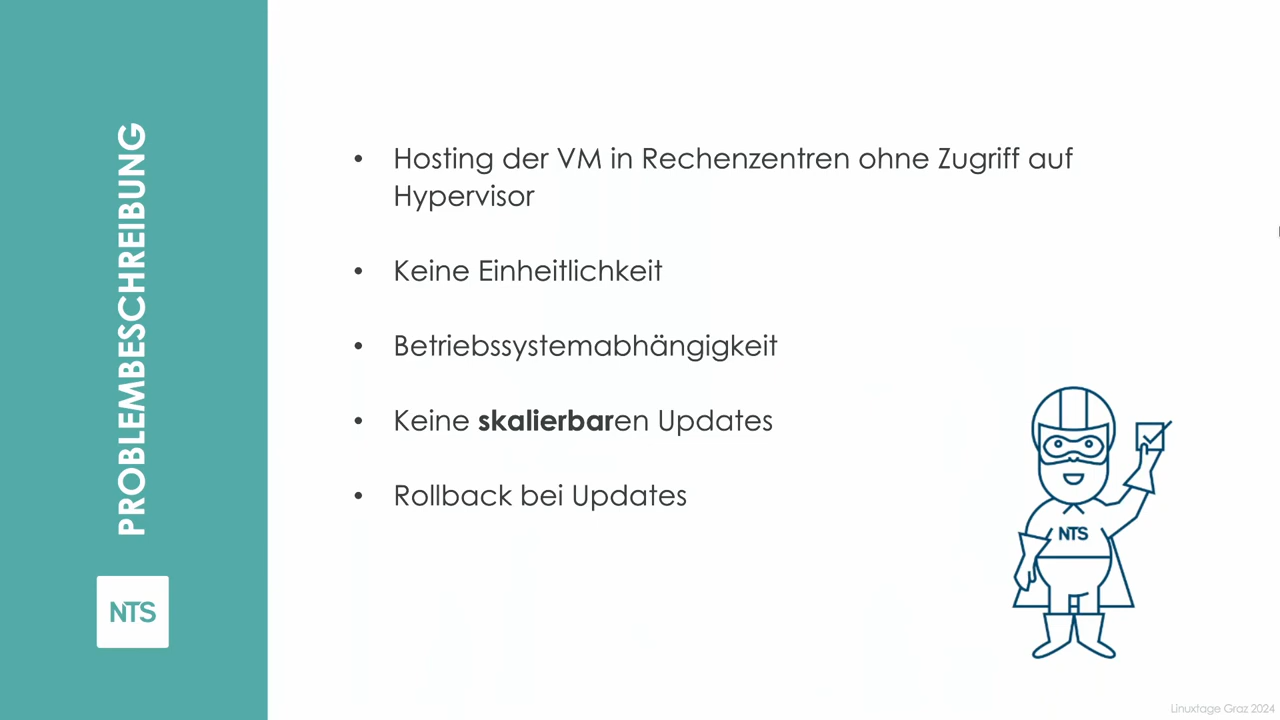 PROBLEMBESCHREIBUNG
NTS
• Hosting der VM in Rechenzentren ohne Zugriff auf
Hypervisor
• Keine Einheitlichkeit
• Betriebssystemabhängigkeit
• Keine skalierbaren Updates
• Rollback bei Updates
NTS
Linuxtage Graz 2024